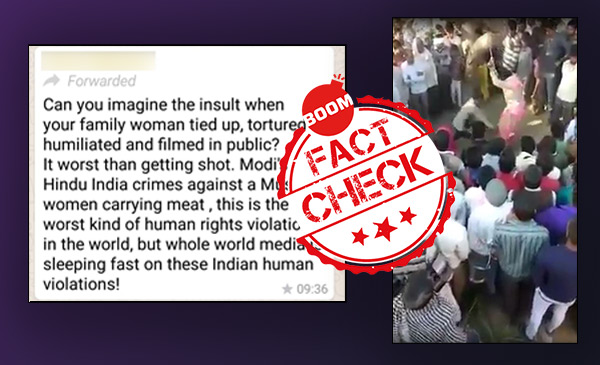 Forwarded
Can you imagine the insult when
your family woman tied up, tortured
humiliated and filmed in public?
It worst than getting shot. Modi'
Hindu India crimes against a Mus
women carrying meat , this is the
worst kind of human rights violatio
in the world, but whole world media
sleeping fast on these Indian human
violations!
09:36
BOOM
FACT
CHECK